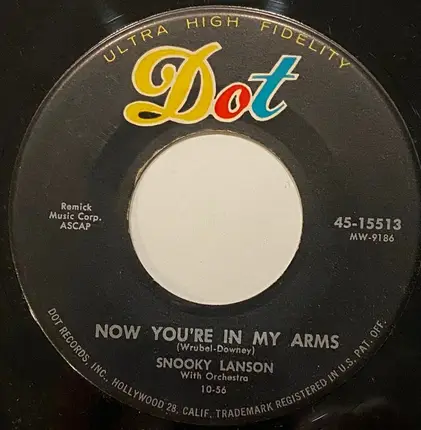 ULTRA HIGH FIDELITY
Dot
Remick
Music Corp.
ASCAP
45-15513
MW-9186
NOW YOU'RE IN MY ARMS
(Wrubel-Downey)
SNOOKY LANSON
With Orchestra
10-56
DOT RECORDS, INC., HOLLYWOOD 28, CALIF. TRADEMARK REGISTERED IN U.S. PAT. OFF.